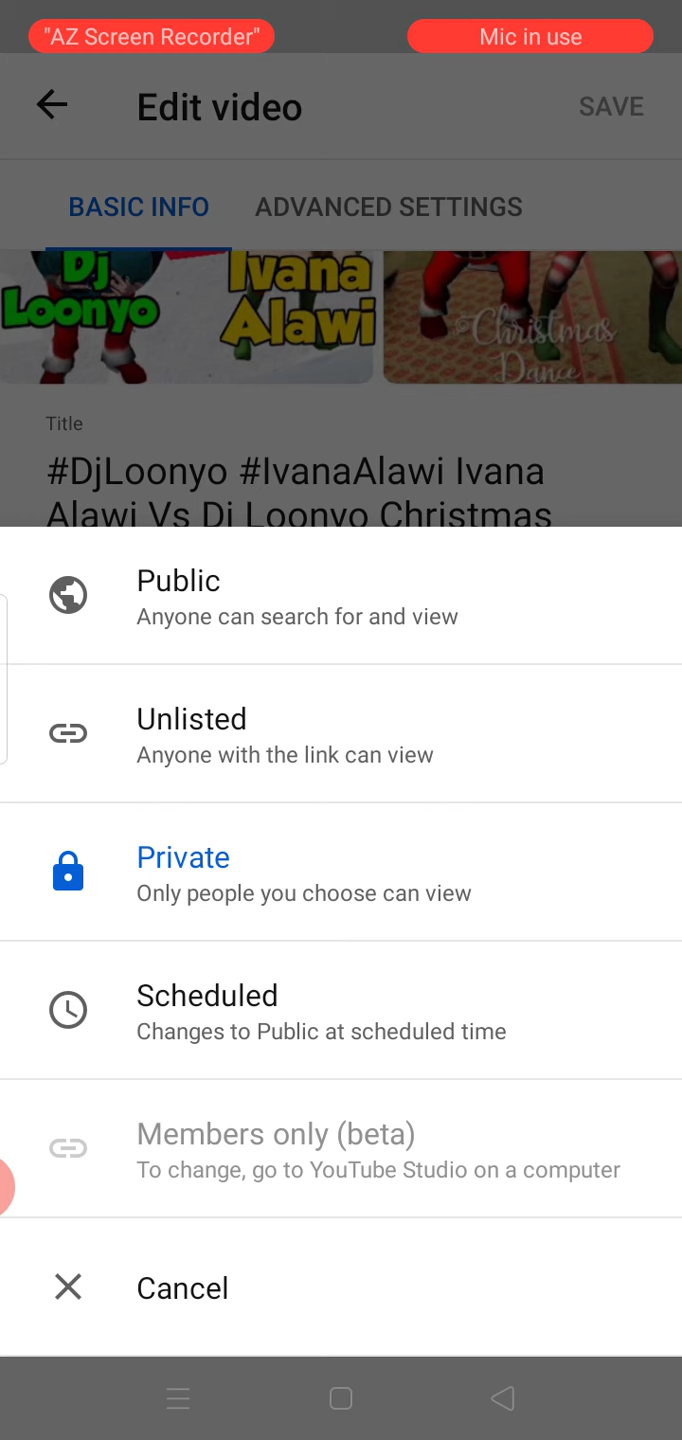 "AZ Screen Recorder" Mic in use
Edit video SAVE
BASIC INFO ADVANCED SETTINGS
Dj Loonyo
Ivana Alawi
Christmas
Dance
Title
#DjLoonyo #IvanaAlawi Ivana
Alawi Vs Dj Loonyo Christmas
Public
Anyone can search for and view
Unlisted
Anyone with the link can view
Private
Only people you choose can view
Scheduled
Changes to Public at scheduled time
Members only (beta)
To change, go to YouTube Studio on a computer
Cancel